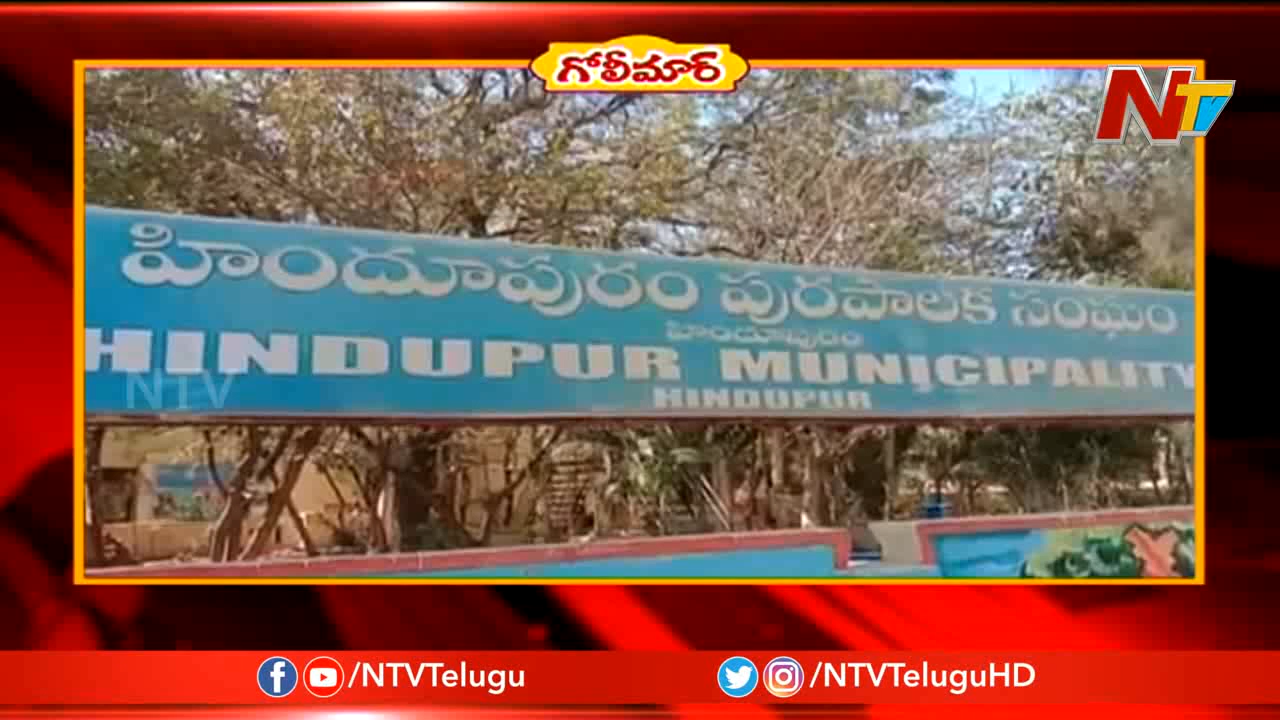 గోలీమార్
NTV
హిందూపురం పురపాలక సంఘం
హిందూపురం
HINDUPUR MUNICIPALITY
NTV
HINDUPUR
/NTVTelugu
/NTVTeluguHD